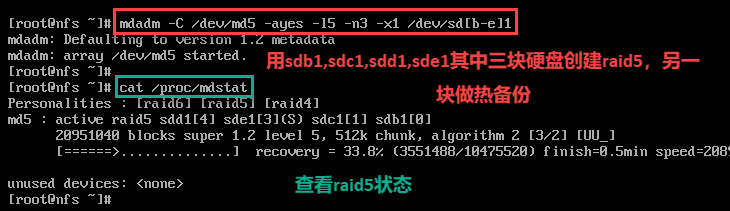 [root@nfs ~]# mdadm -C /dev/md5 -ayes -l5 -n3 -x1 /dev/sd[b-e]1
mdadm: Defaulting to version 1.2 metadata
mdadm: array /dev/md5 started.
用sdb1,sdc1,sdd1,sde1其中三块硬盘创建raid5，另一
块做热备份
[root@nfs ~]#
[root@nfs ~]# cat /proc/mdstat
Personalities : [raid6] [raid5] [raid4]
md5 : active raid5 sdd1[4] sde1[3](S) sdc1[1] sdb1[0]
20951040 blocks super 1.2 level 5, 512k chunk, algorithm 2 [3/2] [UU_]
[======>..............] recovery = 33.8% (3551488/10475520) finish=0.5min speed=2089
unused devices: <none>
查看raid5状态
[root@nfs ~]#